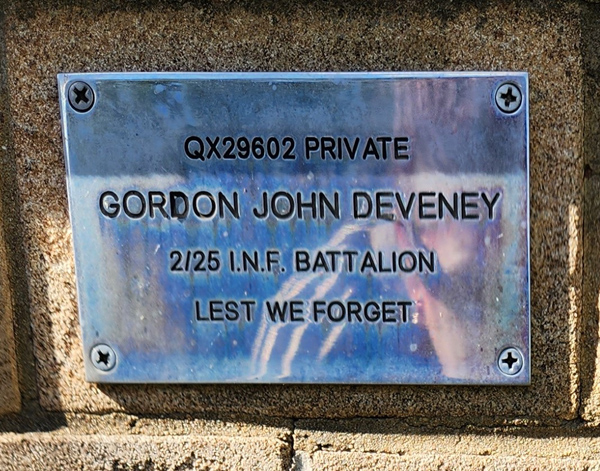 QX29602 PRIVATE
GORDON JOHN DEVENEY
2/25 I.N.F. BATTALION
LEST WE FORGET